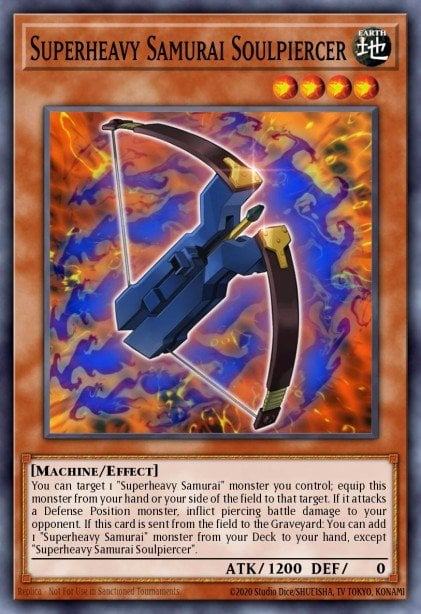 Superheavy Samurai Soulpiercer
EARTH
地
[Machine/Effect]
You can target 1 "Superheavy Samurai" monster you control; equip this
monster from your hand or your side of the field to that target. If it attacks
a Defense Position monster, inflict piercing battle damage to your
opponent. If this card is sent from the field to the Graveyard: You can add
1 "Superheavy Samurai" monster from your Deck to your hand, except
"Superheavy Samurai Soulpiercer".
ATK/ 1200 DEF/ 0
Replica - Not For Use in Sanctioned Tournaments
©2020 Studio Dice/SHUEISHA, TV TOKYO, KONAMI